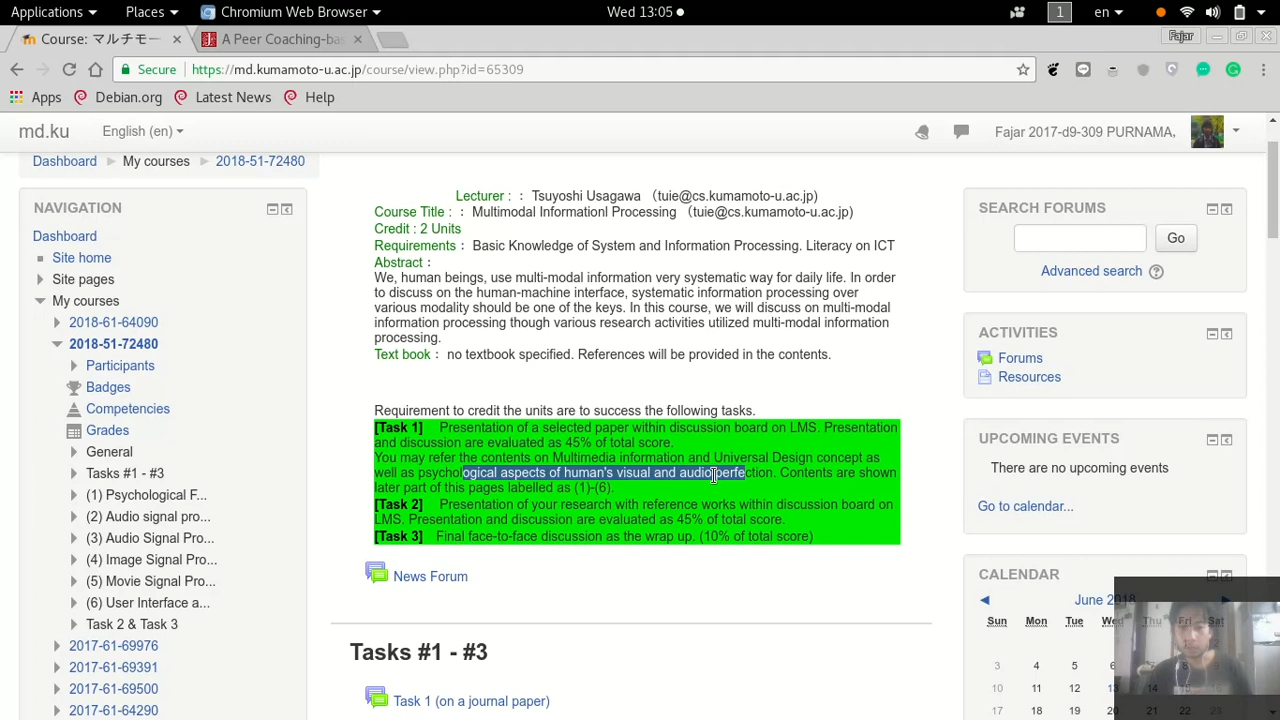 Applications Places Chromium Web Browser Wed 13:05 1 en
Course: マルチモー A Peer Coaching-bas Fajar
Secure https://md.kumamoto-u.ac.jp/course/view.php?id=65309
Apps Debian.org Latest News Help
md.ku English (en) Fajar 2017-d9-309 PURNAMA,
Dashboard My courses 2018-51-72480
NAVIGATION
Dashboard
Site home
Site pages
My courses
2018-61-64090
2018-51-72480
Participants
Badges
Competencies
Grades
General
Tasks #1 - #3
(1) Psychological F...
(2) Audio signal pro...
(3) Audio Signal Pro...
(4) Image Signal Pro...
(5) Movie Signal Pro...
(6) User Interface a...
Task 2 & Task 3
2017-61-69976
2017-61-69391
2017-61-69500
2017-61-64290
Lecturer : ： Tsuyoshi Usagawa （tuie@cs.kumamoto-u.ac.jp)
Course Title : ： Multimodal InformationI Processing （tuie@cs.kumamoto-u.ac.jp)
Credit : 2 Units
Requirements： Basic Knowledge of System and Information Processing. Literacy on ICT
Abstract：
We, human beings, use multi-modal information very systematic way for daily life. In order
to discuss on the human-machine interface, systematic information processing over
various modality should be one of the keys. In this course, we will discuss on multi-modal
information processing though various research activities utilized multi-modal information
processing.
Text book： no textbook specified. References will be provided in the contents.
Requirement to credit the units are to success the following tasks.
[Task 1] Presentation of a selected paper within discussion board on LMS. Presentation
and discussion are evaluated as 45% of total score.
You may refer the contents on Multimedia information and Universal Design concept as
well as psychological aspects of human's visual and audio perfection. Contents are shown
later part of this pages labelled as (1)-(6).
[Task 2] Presentation of your research with reference works within discussion board on
LMS. Presentation and discussion are evaluated as 45% of total score.
[Task 3] Final face-to-face discussion as the wrap up. (10% of total score)
News Forum
Tasks #1 - #3
Task 1 (on a journal paper)
SEARCH FORUMS
Go
Advanced search ?
ACTIVITIES
Forums
Resources
UPCOMING EVENTS
There are no upcoming events
Go to calendar...
CALENDAR
June 2018
Sun Mon Tue Wed Thu Fri Sat
3 4 5
10 11 12 13 14 15 16